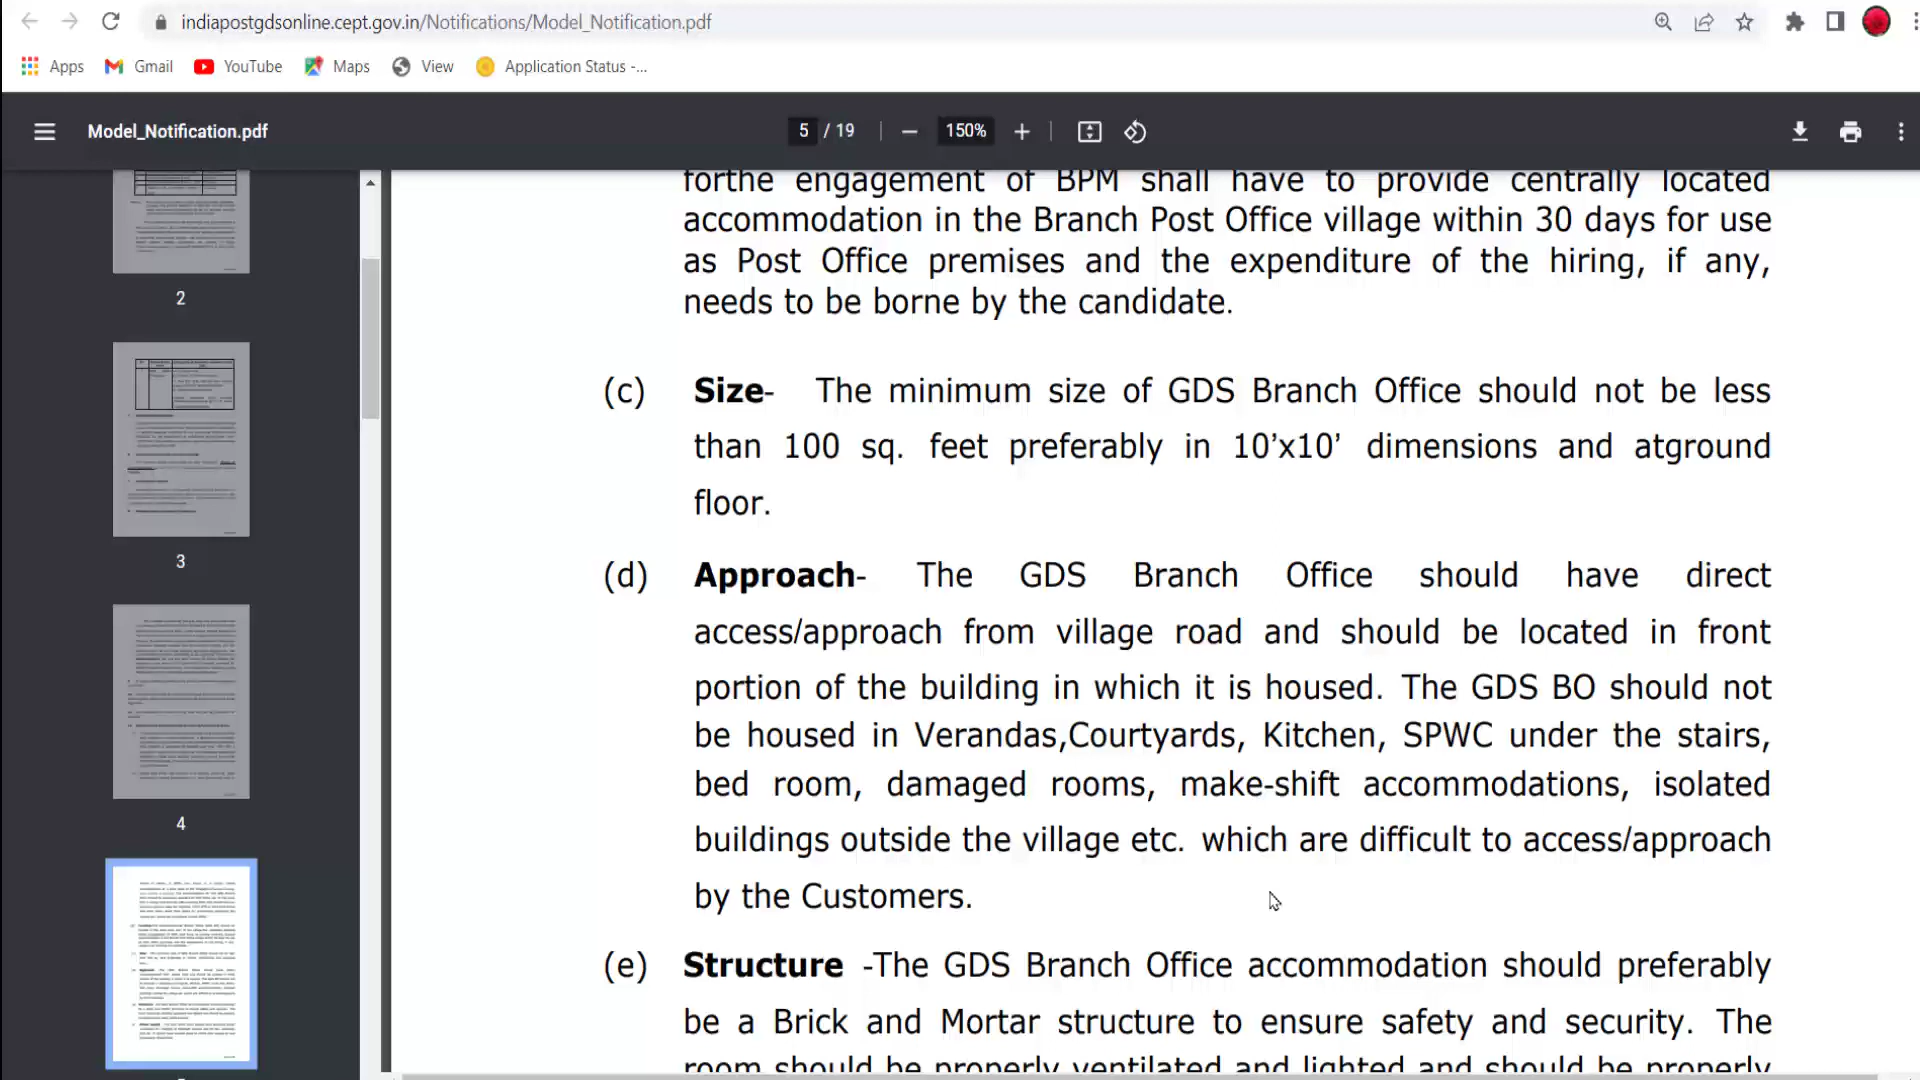 indiapostgdsonline.cept.gov.in/Notifications/Model_Notification.pdf
Apps Gmail YouTube Maps View Application Status -...
Model_Notification.pdf 5 / 19 150%
2
3
4
forthe engagement of BPM shall have to provide centrally located
accommodation in the Branch Post Office village within 30 days for use
as Post Office premises and the expenditure of the hiring, if any,
needs to be borne by the candidate.
(c) Size- The minimum size of GDS Branch Office should not be less
than 100 sq. feet preferably in 10’x10’ dimensions and atground
floor.
(d) Approach- The GDS Branch Office should have direct
access/approach from village road and should be located in front
portion of the building in which it is housed. The GDS BO should not
be housed in Verandas,Courtyards, Kitchen, SPWC under the stairs,
bed room, damaged rooms, make-shift accommodations, isolated
buildings outside the village etc. which are difficult to access/approach
by the Customers.
(e) Structure -The GDS Branch Office accommodation should preferably
be a Brick and Mortar structure to ensure safety and security. The
room should be properly ventilated and lighted and should be properly